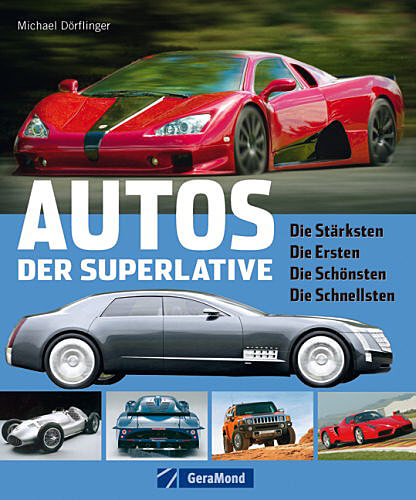 Michael Dörflinger
AUTOS
DER SUPERLATIVE
Die Stärksten
Die Ersten
Die Schönsten
Die Schnellsten
GeraMond